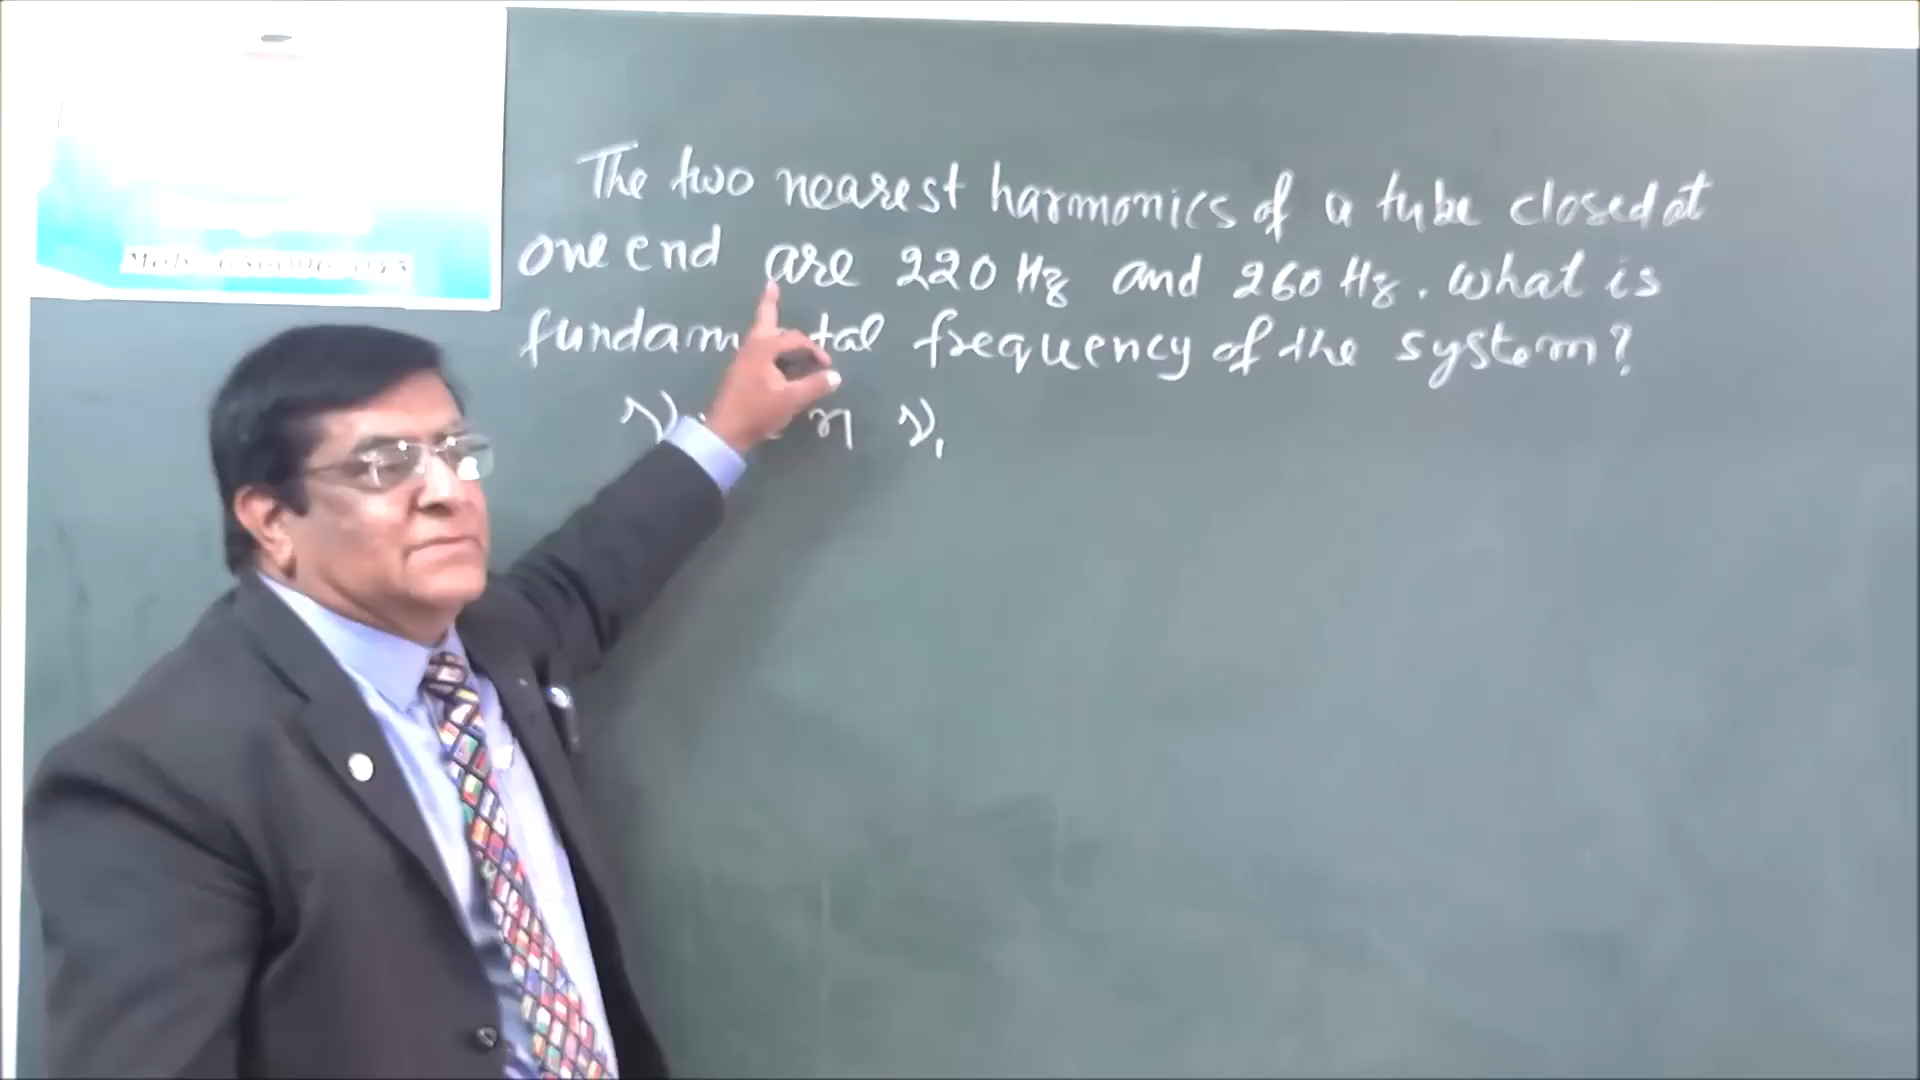 The two nearest harmonics of a tube closed at
one end are 220 Hz and 260 Hz. what is
fundamental frequency of the system?
ν n ν₁